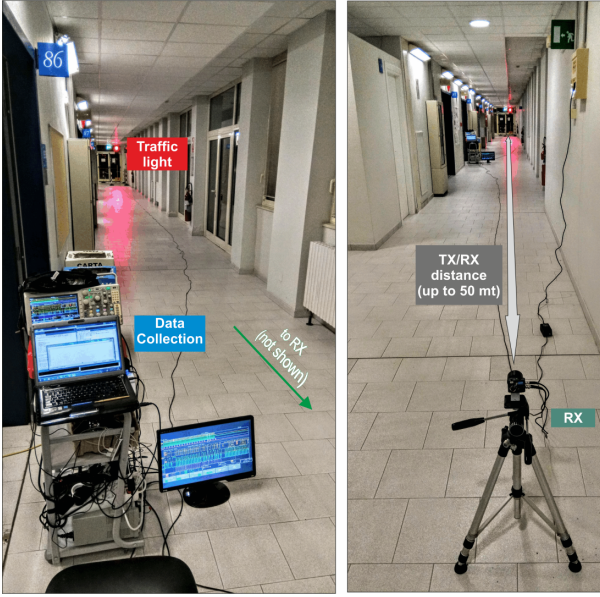 86
Traffic
light
CARTA
Data
Collection
to RX
(not shown)
TX/RX
distance
(up to 50 mt)
RX